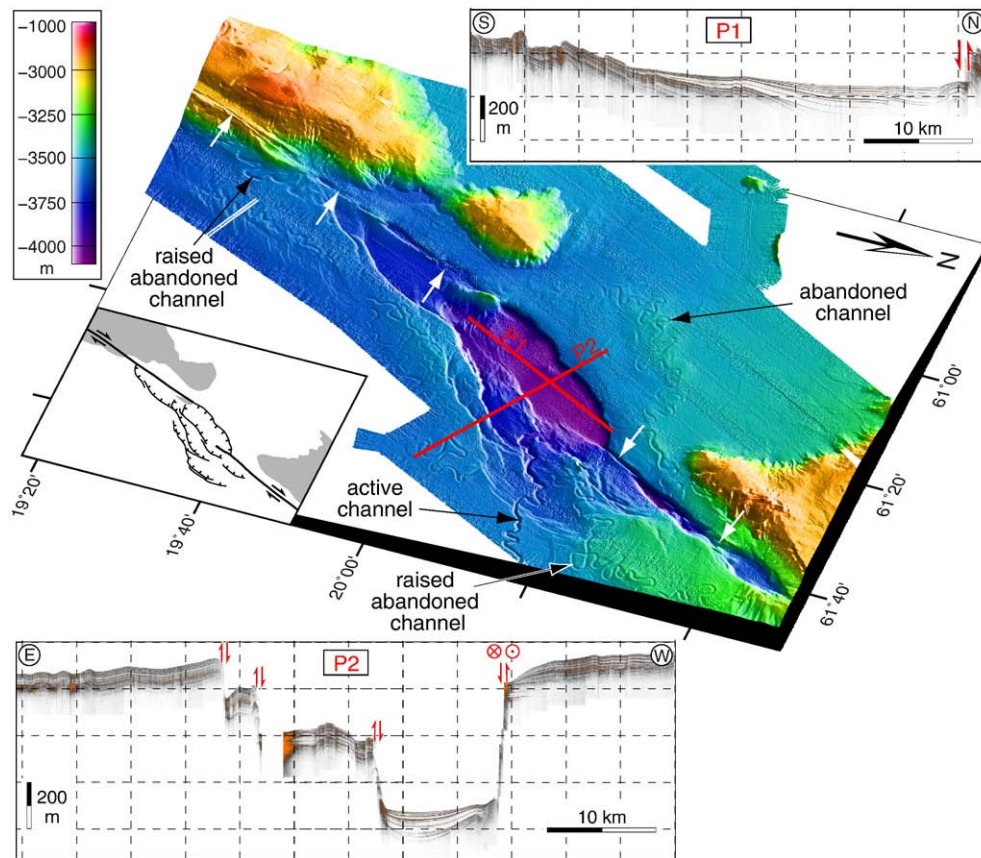 −1000
−3000
−3250
−3500
−3750
−4000
m
S
P1
N
200
m
10 km
raised
abandoned
channel
N
abandoned
channel
P1
P2
61°00'
61°20'
61°40'
active
channel
raised
abandoned
channel
19°20'
19°40'
20°00'
E
P2
W
200
m
10 km